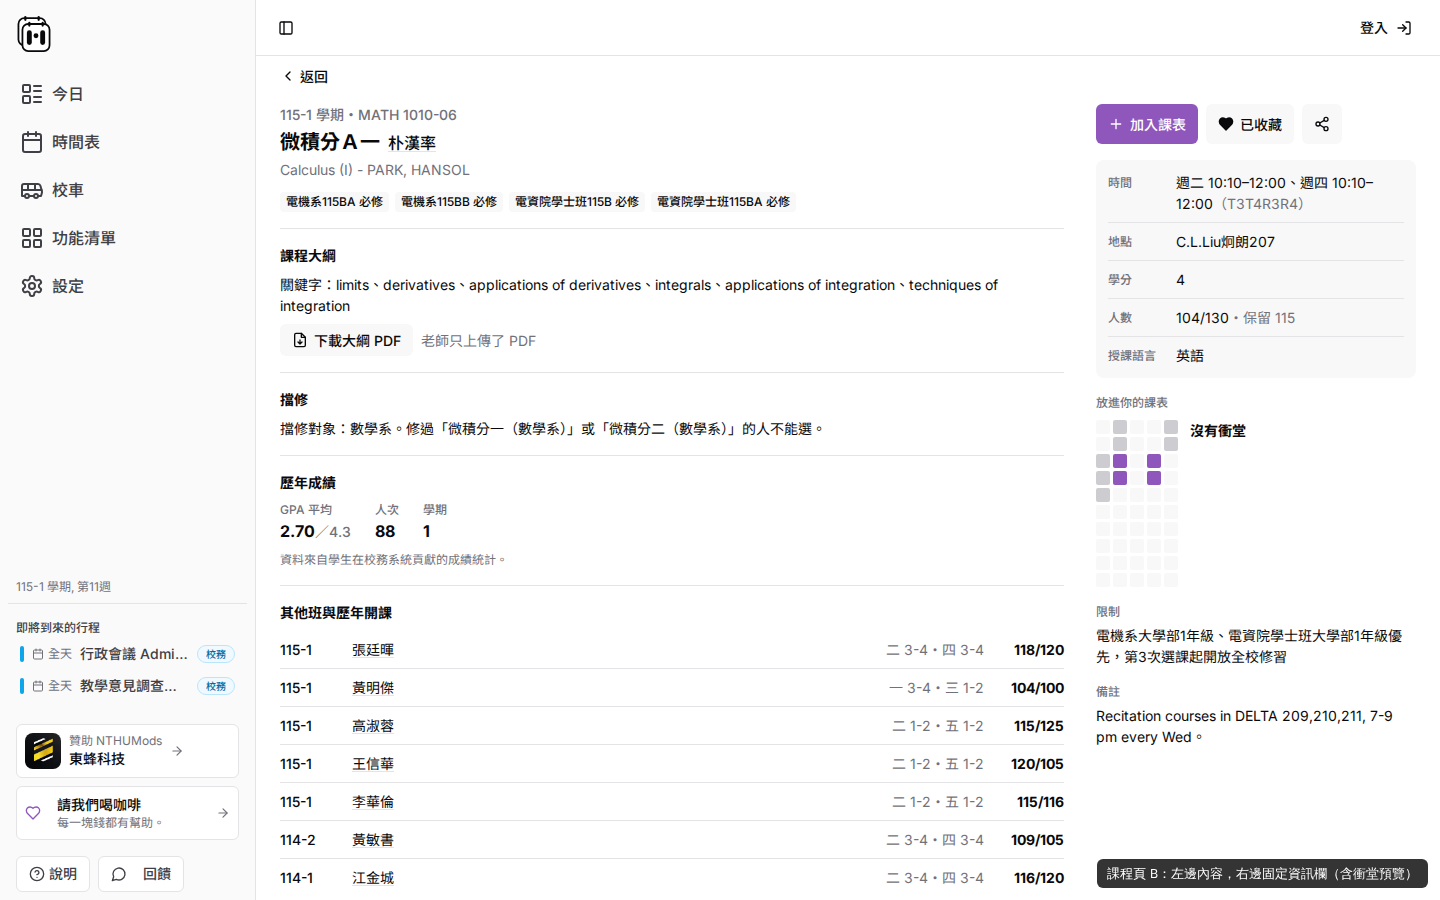 今日
時間表
校車
功能清單
設定
115-1 學期, 第11週
即將到來的行程
全天 行政會議 Admi... 校務
全天 教學意見調查... 校務
贊助 NTHUMods
東蜂科技
請我們喝咖啡
每一塊錢都有幫助。
說明 回饋
登入
返回
115-1 學期・MATH 1010-06
微積分A一 朴漢率
Calculus (I) - PARK, HANSOL
電機系115BA 必修 電機系115BB 必修 電資院學士班115B 必修 電資院學士班115BA 必修
課程大綱
關鍵字：limits、derivatives、applications of derivatives、integrals、applications of integration、techniques of
integration
下載大綱 PDF 老師只上傳了 PDF
擋修
擋修對象：數學系。修過「微積分一（數學系）」或「微積分二（數學系）」的人不能選。
歷年成績
GPA 平均 人次 學期
2.70／4.3 88 1
資料來自學生在校務系統貢獻的成績統計。
其他班與歷年開課
115-1 張廷暉 二 3-4・四 3-4 118/120
115-1 黃明傑 一 3-4・三 1-2 104/100
115-1 高淑蓉 二 1-2・五 1-2 115/125
115-1 王信華 二 1-2・五 1-2 120/105
115-1 李華倫 二 1-2・五 1-2 115/116
114-2 黃敏書 二 3-4・四 3-4 109/105
114-1 江金城 二 3-4・四 3-4 116/120
加入課表 已收藏
時間 週二 10:10–12:00、週四 10:10–
12:00（T3T4R3R4）
地點 C.L.Liu炯朗207
學分 4
人數 104/130・保留 115
授課語言 英語
放進你的課表
沒有衝堂
限制
電機系大學部1年級、電資院學士班大學部1年級優
先，第3次選課起開放全校修習
備註
Recitation courses in DELTA 209,210,211, 7-9
pm every Wed。
課程頁 B：左邊內容，右邊固定資訊欄（含衝堂預覽）